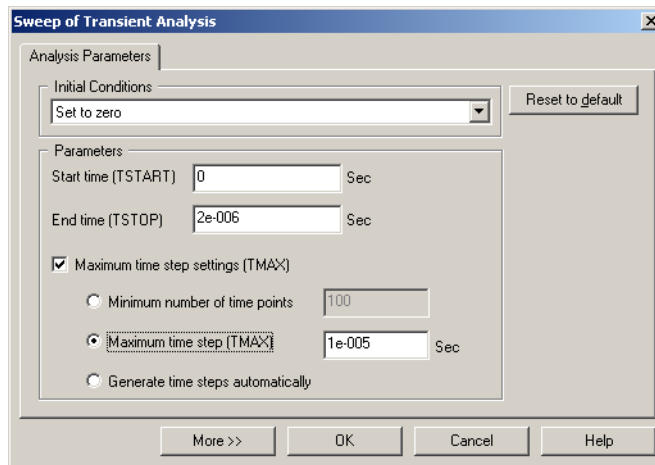 Sweep of Transient Analysis
Analysis Parameters
Initial Conditions
Set to zero
Reset to default
Parameters
Start time (TSTART) 0 Sec
End time (TSTOP) 2e-006 Sec
Maximum time step settings (TMAX)
Minimum number of time points 100
Maximum time step (TMAX) 1e-005 Sec
Generate time steps automatically
More >> OK Cancel Help